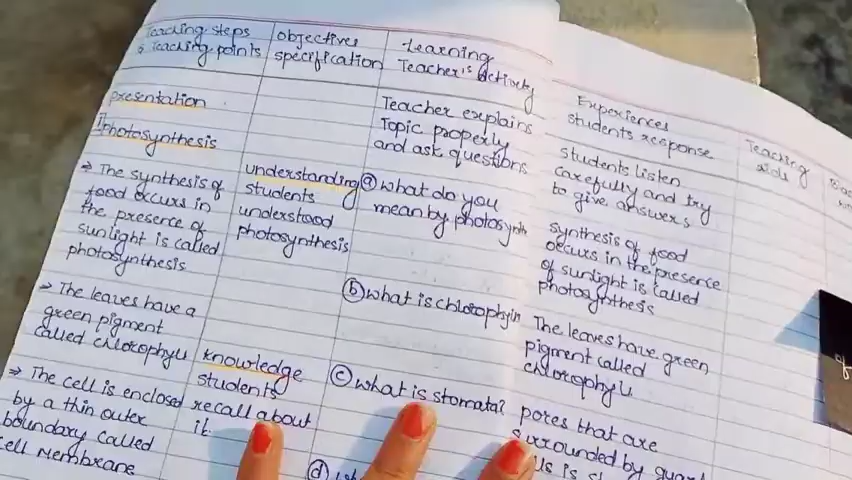 Teaching steps
& Teaching points
objectives
specification
Learning
Teacher's Activity
Experiences
students response
Teaching
aids
presentation
photosynthesis
→ The synthesis of
food occurs in
the presence of
sunlight is called
photosynthesis
→ The leaves have a
green pigment
called chlorophyll
→ The cell is enclosed
by a thin outer
boundary called
cell membrane
understanding
students
understood
photosynthesis
knowledge
students
recall about
it
Teacher explains
Topic properly
and ask questions
ⓐ what do you
mean by
ⓑ what is
ⓒ what is stomata?
ⓓ
students listen
carefully and try
to give answers
synthesis of food
occurs in the presence
of sunlight is called
photosynthesis
The leaves have green
pigment called
chlorophyll
pores that are
surrounded by
is